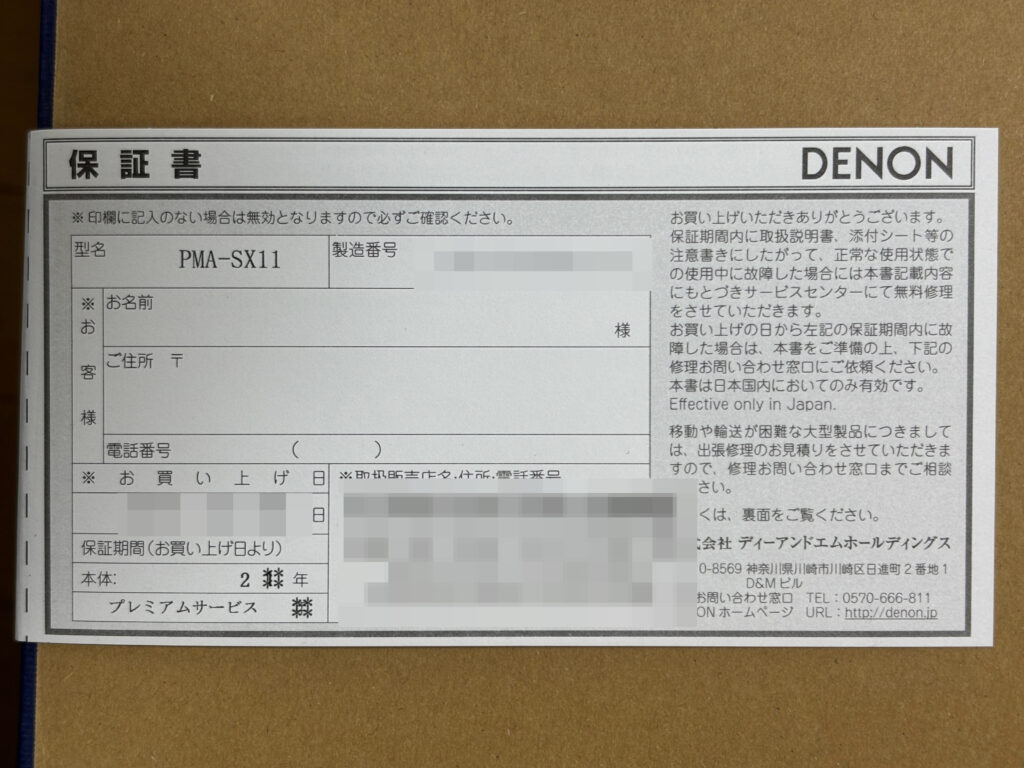 保証書
DENON
※印欄に記入のない場合は無効となりますので必ずご確認ください。
型名
PMA-SX11
製造番号
※お客様
お名前
様
ご住所 〒
電話番号 ( )
※ お買い上げ日
※取扱販売店名・住所・電話番号
日
保証期間(お買い上げ日より)
本体: 2 年
プレミアムサービス
お買い上げいただきありがとうございます。
保証期間内に取扱説明書、添付シート等の
注意書きにしたがって、正常な使用状態で
の使用中に故障した場合には本書記載内容
にもとづきサービスセンターにて無料修理
をさせていただきます。
お買い上げの日から左記の保証期間内に故
障した場合は、本書をご準備の上、下記の
修理お問い合わせ窓口にご依頼ください。
本書は日本国内においてのみ有効です。
Effective only in Japan.
移動や輸送が困難な大型製品につきまして
は、出張修理のお見積りをさせていただきま
すので、修理お問い合わせ窓口までご相談
さい。
くは、裏面をご覧ください。
会社 ディーアンドエムホールディングス
0-8569 神奈川県川崎市川崎区日進町2番地1
D&Mビル
お問い合わせ窓口 TEL:0570-666-811
ON ホームページ URL:http://denon.jp